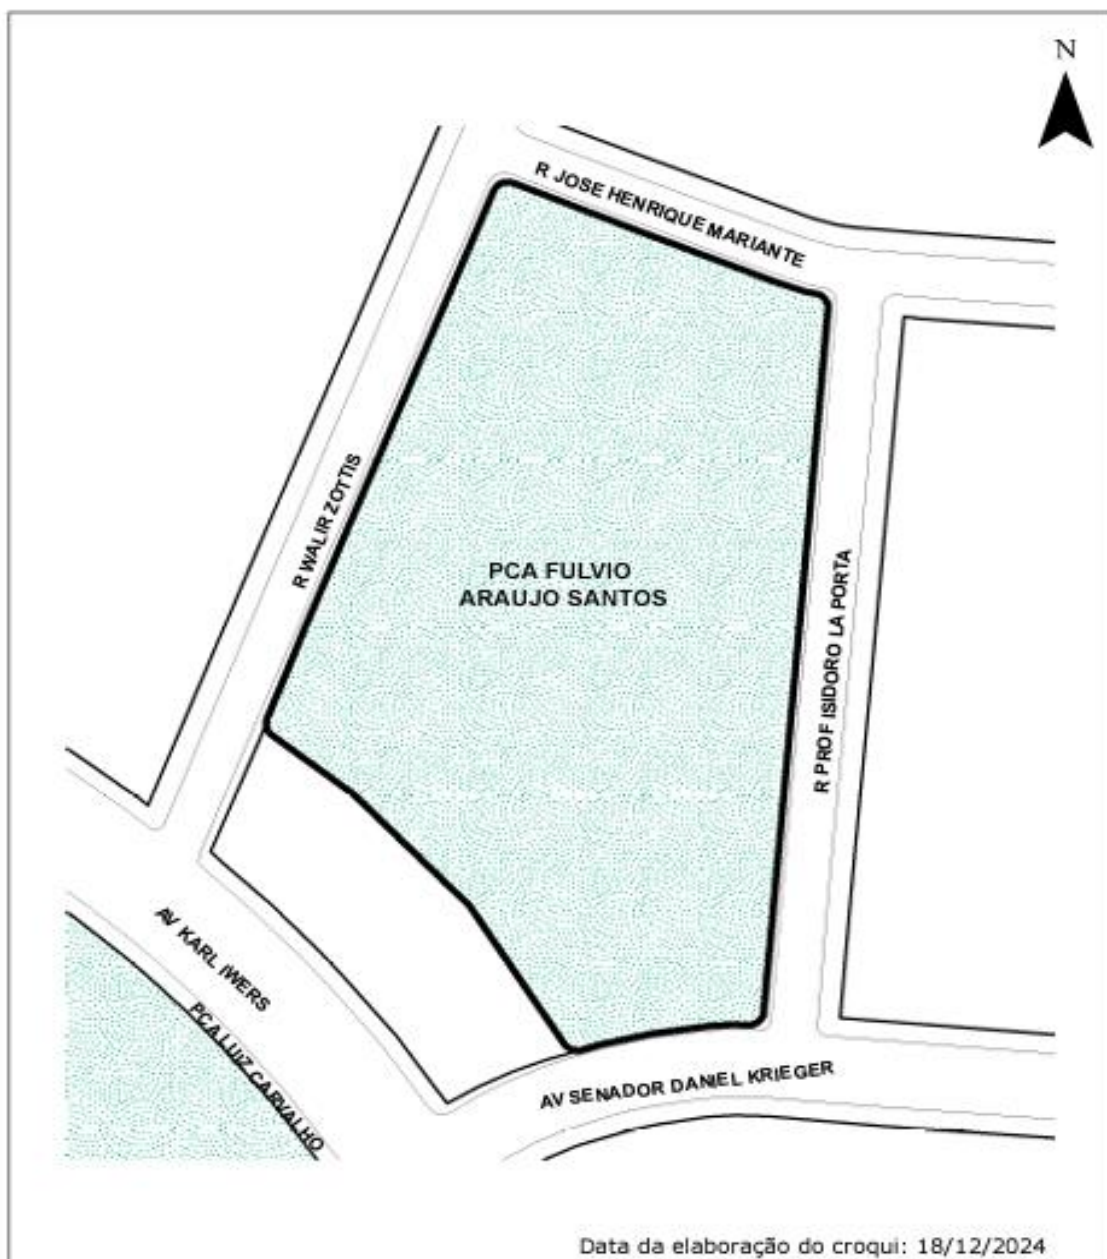 N
R JOSE HENRIQUE MARIANTE
R WALIR ZOTTIS
PCA FULVIO
ARAUJO SANTOS
R PROF ISIDORO LA PORTA
AV KARL IWERS
PCA LUIZ CARVALHO
AV SENADOR DANIEL KRIEGER
Data da elaboração do croqui: 18/12/2024